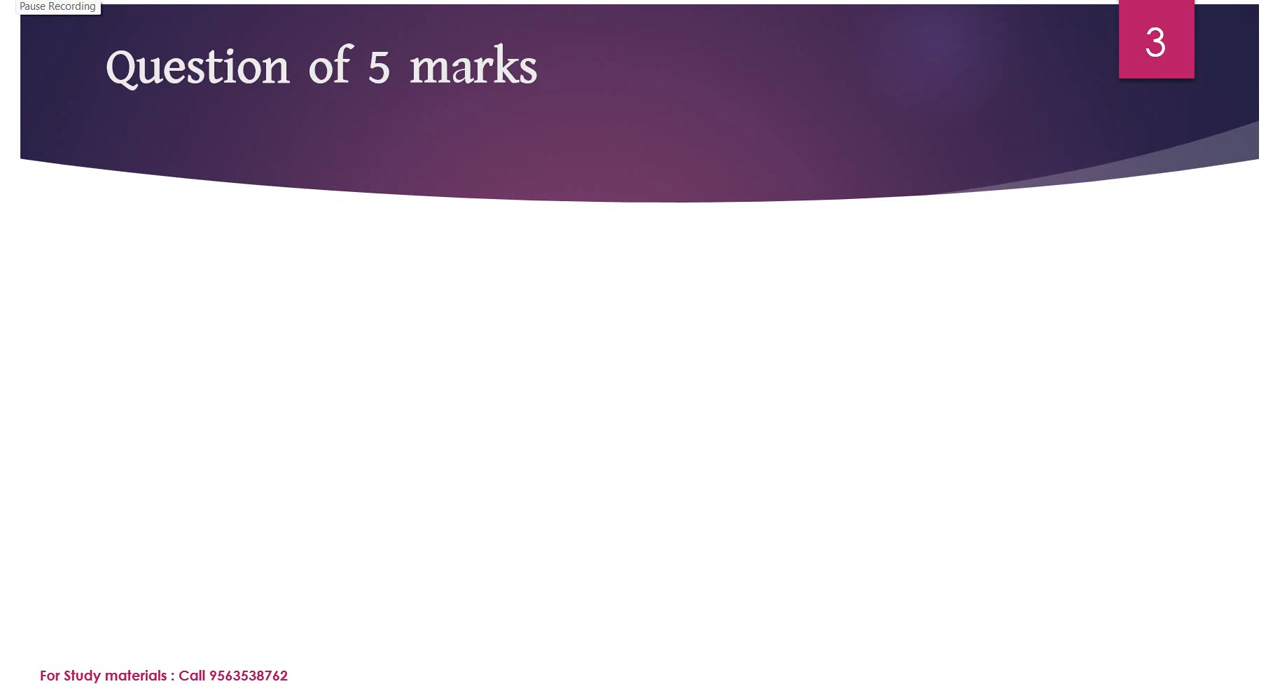 Pause Recording
Question of 5 marks
3
For Study materials : Call 9563538762